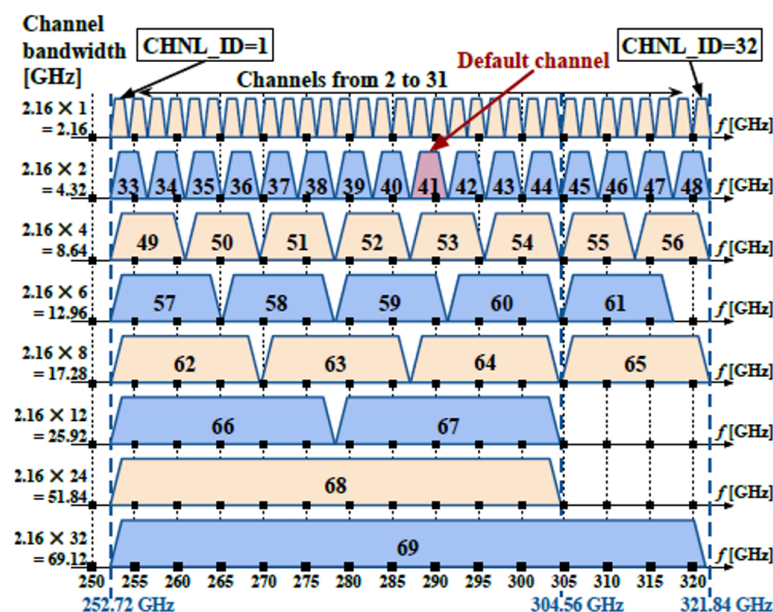 Channel
bandwidth
[GHz]
CHNL_ID=1
CHNL_ID=32
Default channel
Channels from 2 to 31
2.16 × 1
= 2.16
f [GHz]
2.16 × 2
= 4.32
33 34 35 36 37 38 39 40 41 42 43 44 45 46 47 48
f [GHz]
2.16 × 4
= 8.64
49 50 51 52 53 54 55 56
f [GHz]
2.16 × 6
= 12.96
57 58 59 60 61
f [GHz]
2.16 × 8
= 17.28
62 63 64 65
f [GHz]
2.16 × 12
= 25.92
66 67
f [GHz]
2.16 × 24
= 51.84
68
f [GHz]
2.16 × 32
= 69.12
69
f [GHz]
250 255 260 265 270 275 280 285 290 295 300 305 310 315 320
252.72 GHz
304.56 GHz
321.84 GHz